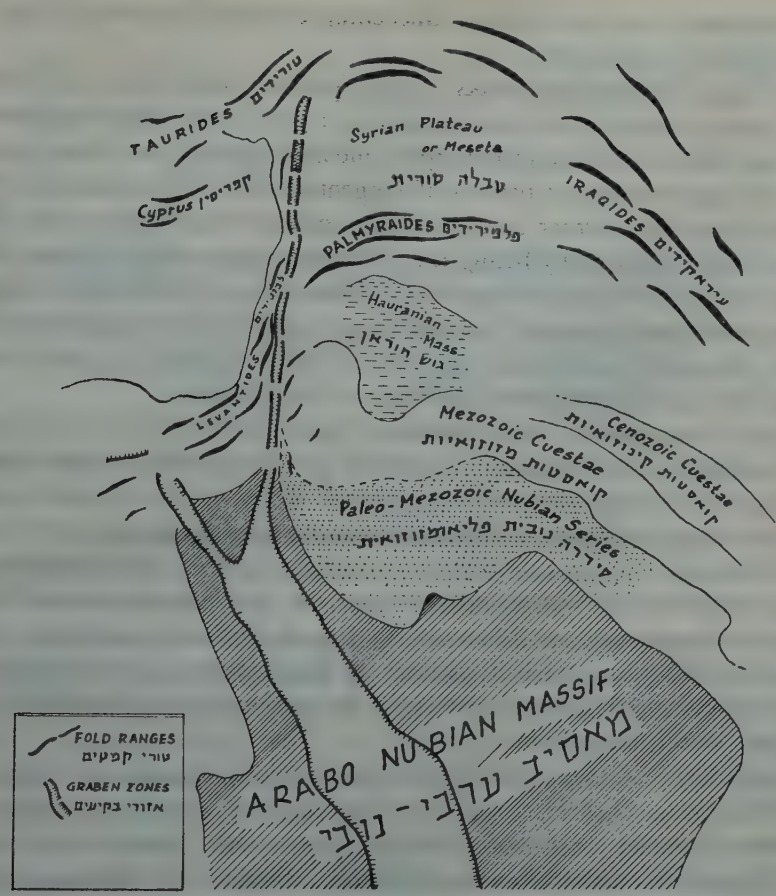 TAURIDES טורידים
Syrian Plateau
or Meseta
טבלה סורית
Cyprus קפריסין
IRAQIDES עיראקידים
PALMYRAIDES פלמירידים
Hauranian
Mass
גוש חוראן
LEVANTIDES
Mezozoic Cuestae
קואסטות מזוזואיות
Cenozoic Cuestae
קואסטות קינוזואיות
Paleo-Mezozoic Nubian Series
סידרה נובית פליאומזוזואית
ARABO NUBIAN MASSIF
מאסיב ערבי-נובי
FOLD RANGES
טורי קמטים
GRABEN ZONES
אזורי בקיעים